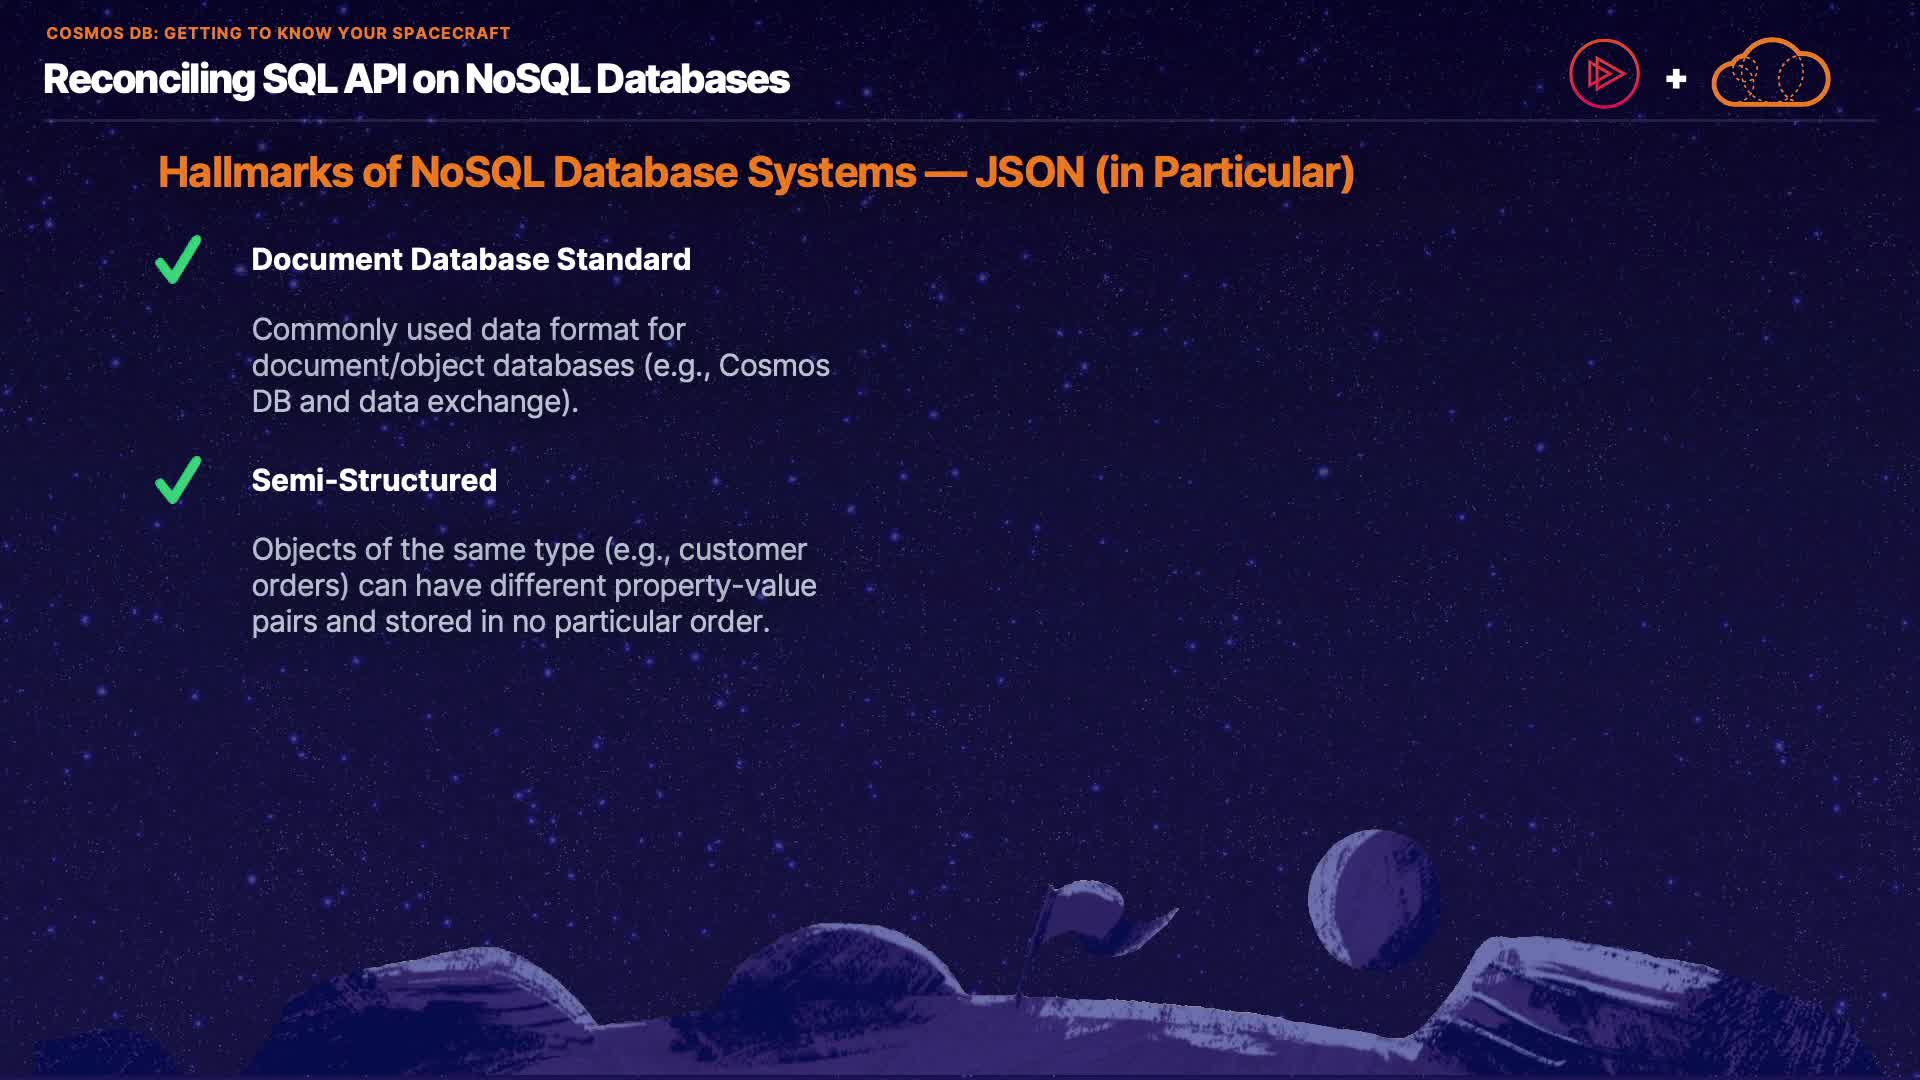 COSMOS DB: GETTING TO KNOW YOUR SPACECRAFT
Reconciling SQL API on NoSQL Databases
+
Hallmarks of NoSQL Database Systems — JSON (in Particular)
Document Database Standard
Commonly used data format for
document/object databases (e.g., Cosmos
DB and data exchange).
Semi-Structured
Objects of the same type (e.g., customer
orders) can have different property-value
pairs and stored in no particular order.